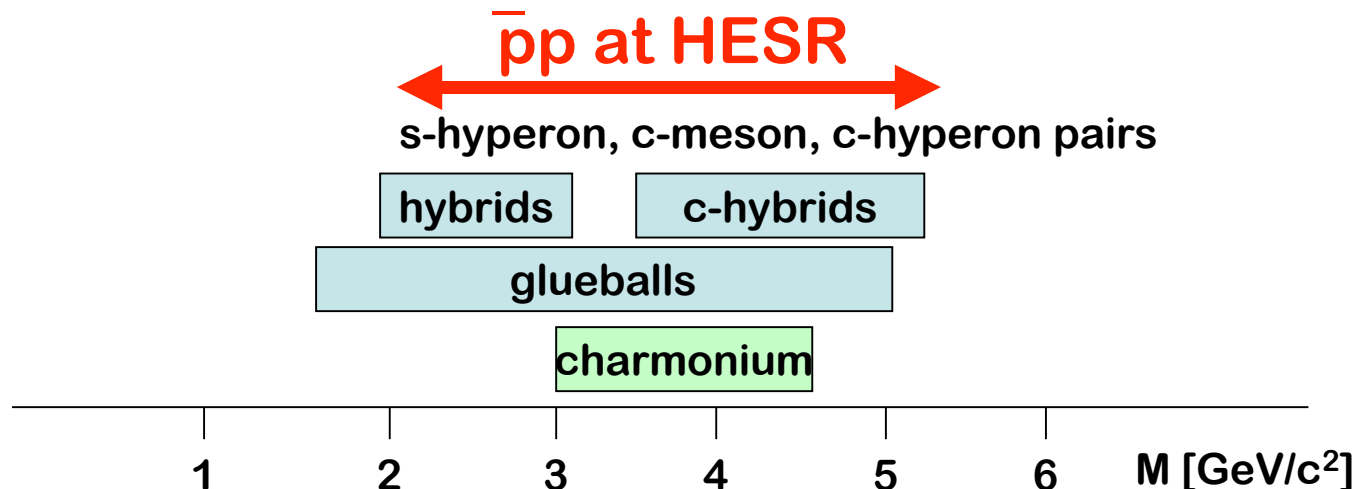 p̅p at HESR
s-hyperon, c-meson, c-hyperon pairs
hybrids c-hybrids
glueballs
charmonium
1 2 3 4 5 6 M [GeV/c²]